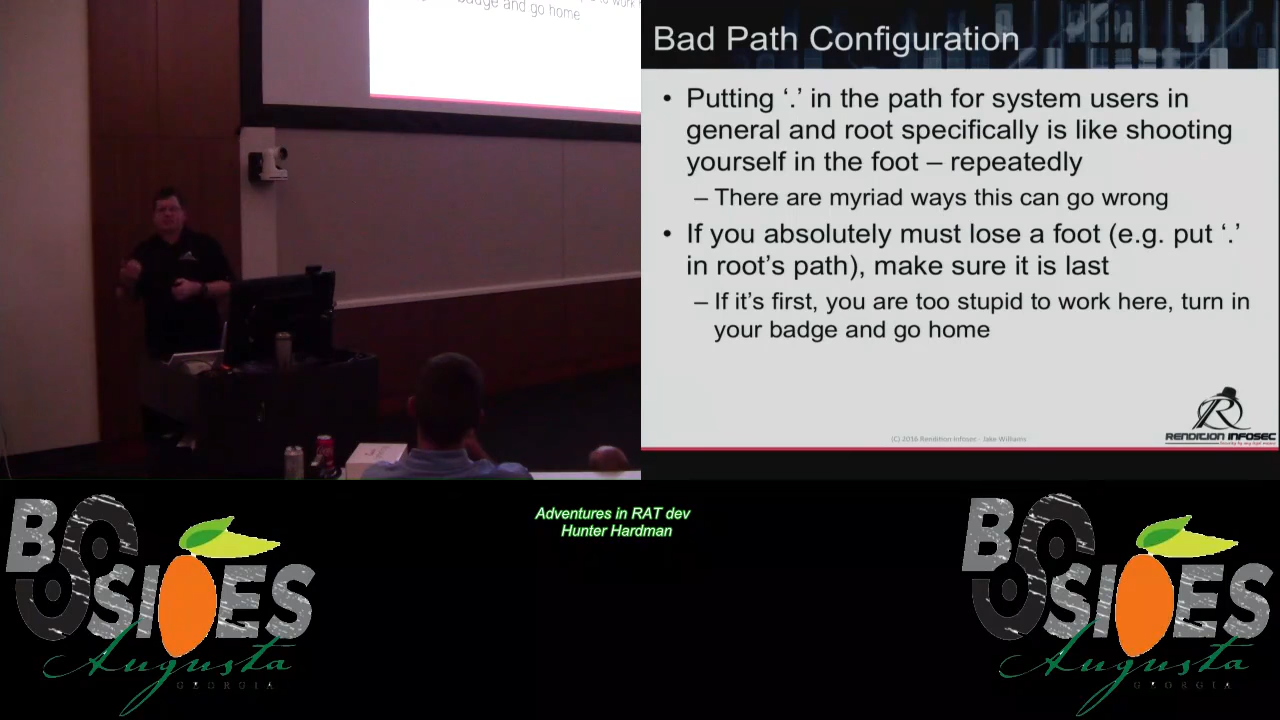 badge and go home
Bad Path Configuration
• Putting ‘.’ in the path for system users in
general and root specifically is like shooting
yourself in the foot – repeatedly
– There are myriad ways this can go wrong
• If you absolutely must lose a foot (e.g. put ‘.’
in root’s path), make sure it is last
– If it’s first, you are too stupid to work here, turn in
your badge and go home
(C) 2016 Rendition Infosec - Jake Williams
R
RENDITION INFOSEC
Adventures in RAT dev
Hunter Hardman
BSIDES
Augusta
GEORGIA
BSIDES
Augusta
GEORGIA